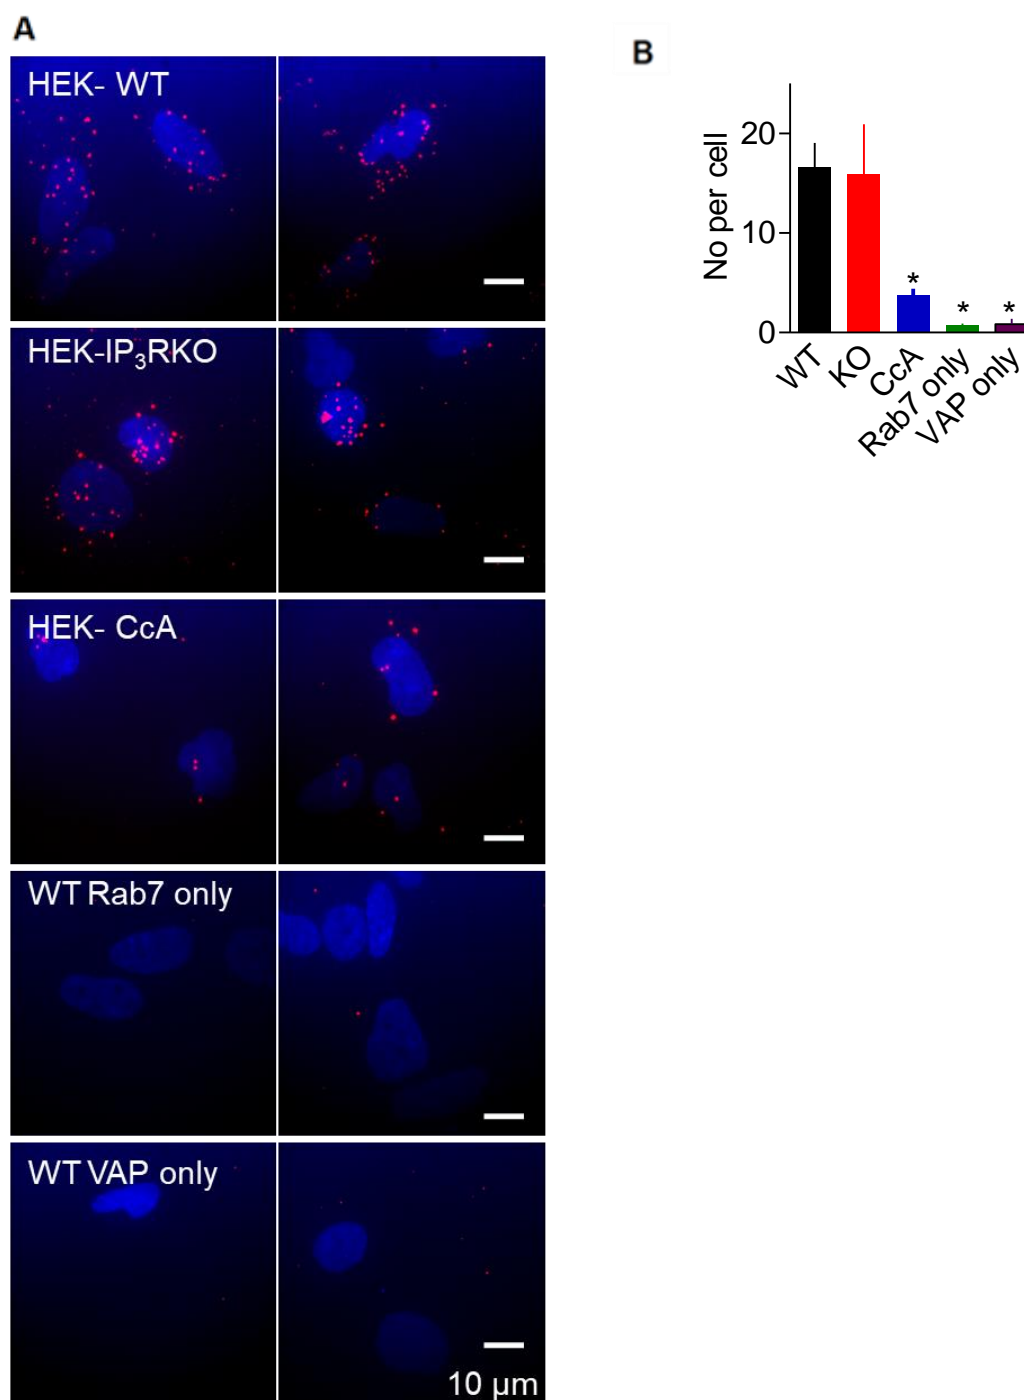 A
HEK- WT
HEK-IP₃RKO
HEK- CcA
WT Rab7 only
WT VAP only
10 µm
B
No per cell
20
10
0
WT
KO
CcA
Rab7 only
VAP only
*
*
*